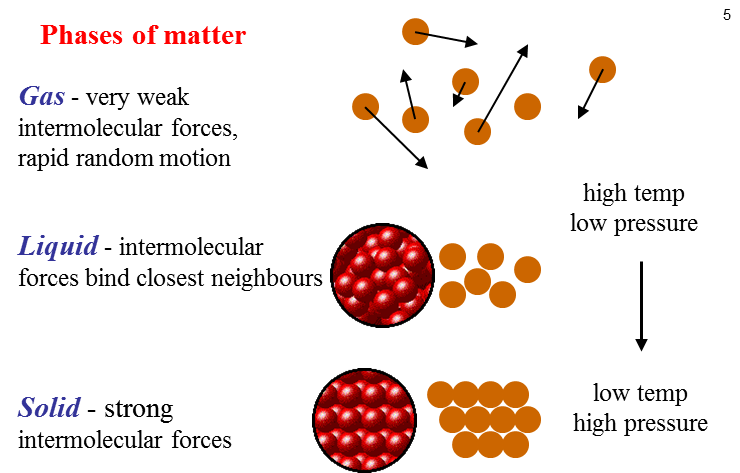 5
Phases of matter
Gas - very weak
intermolecular forces,
rapid random motion
high temp
low pressure
Liquid - intermolecular
forces bind closest neighbours
low temp
high pressure
Solid - strong
intermolecular forces